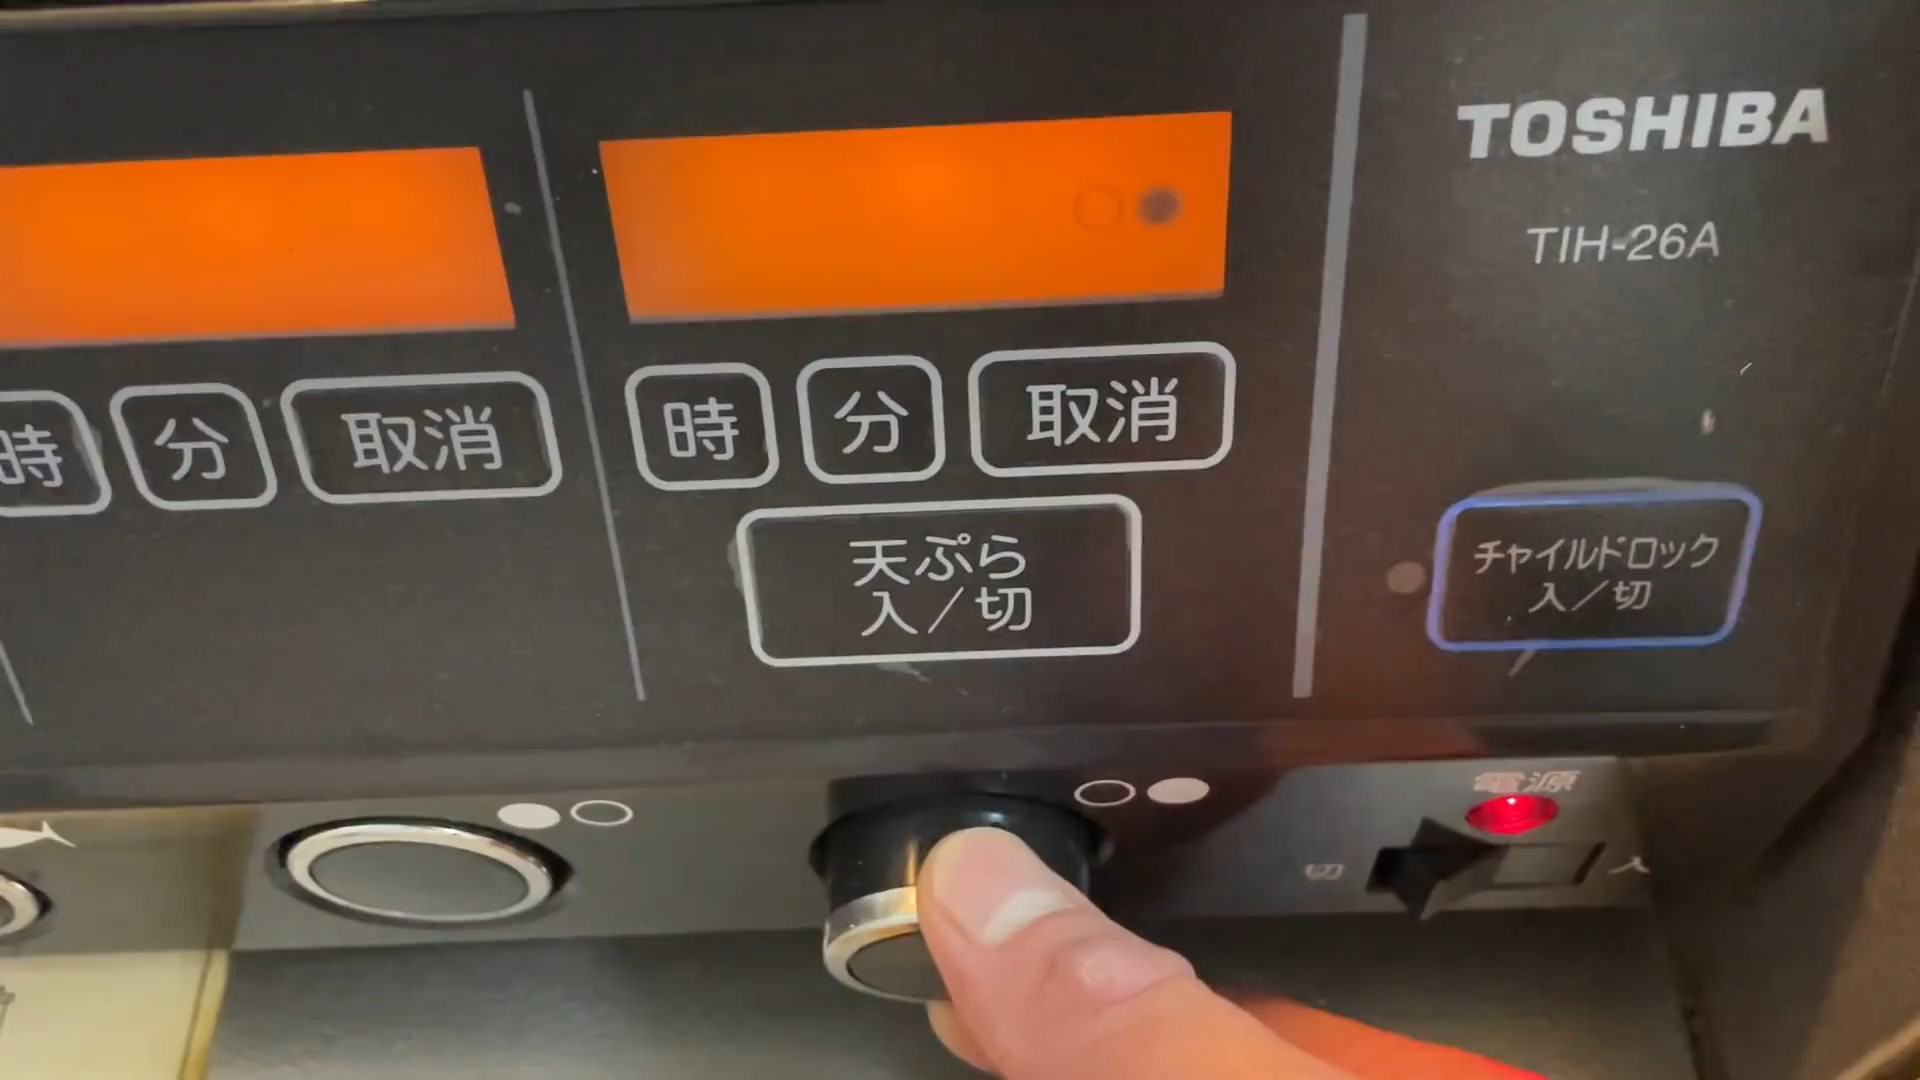 TOSHIBA
TIH-26A
時 分 取消
時 分 取消
天ぷら
入/切
チャイルドロック
入/切
電源
切
入